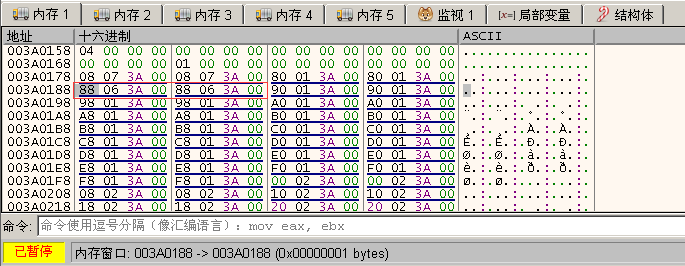 内存 1 内存 2 内存 3 内存 4 内存 5 监视 1 [x=] 局部变量 结构体
地址 十六进制 ASCII
003A0158 04 00 00 00 00 00 00 00 00 00 00 00 00 00 00 00 ................
003A0168 00 00 00 00 01 00 00 00 00 00 00 00 00 00 00 00 ................
003A0178 08 07 3A 00 08 07 3A 00 80 01 3A 00 80 01 3A 00 ..:...:...:...:.
003A0188 88 06 3A 00 88 06 3A 00 90 01 3A 00 90 01 3A 00 ..:...:...:...:.
003A0198 98 01 3A 00 98 01 3A 00 A0 01 3A 00 A0 01 3A 00
003A01A8 A8 01 3A 00 A8 01 3A 00 B0 01 3A 00 B0 01 3A 00 ¨.:.¨.:.°.:.°.:.
003A01B8 B8 01 3A 00 B8 01 3A 00 C0 01 3A 00 C0 01 3A 00 ¸.:.¸.:.À.:.À.:.
003A01C8 C8 01 3A 00 C8 01 3A 00 D0 01 3A 00 D0 01 3A 00 È.:.È.:.Ð.:.Ð.:.
003A01D8 D8 01 3A 00 D8 01 3A 00 E0 01 3A 00 E0 01 3A 00 Ø.:.Ø.:.à.:.à.:.
003A01E8 E8 01 3A 00 E8 01 3A 00 F0 01 3A 00 F0 01 3A 00 è.:.è.:.ð.:.ð.:.
003A01F8 F8 01 3A 00 F8 01 3A 00 00 02 3A 00 00 02 3A 00 ø.:.ø.:...:...:.
003A0208 08 02 3A 00 08 02 3A 00 10 02 3A 00 10 02 3A 00 ..:...:...:...:.
003A0218 18 02 3A 00 18 02 3A 00 20 02 3A 00 20 02 3A 00
命令: 命令使用逗号分隔（像汇编语言）: mov eax, ebx
已暂停 内存窗口: 003A0188 -> 003A0188 (0x00000001 bytes)